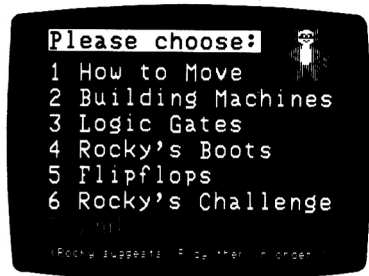 Please choose:
1 How to Move
2 Building Machines
3 Logic Gates
4 Rocky's Boots
5 Flipflops
6 Rocky's Challenge
(Rocky suggests